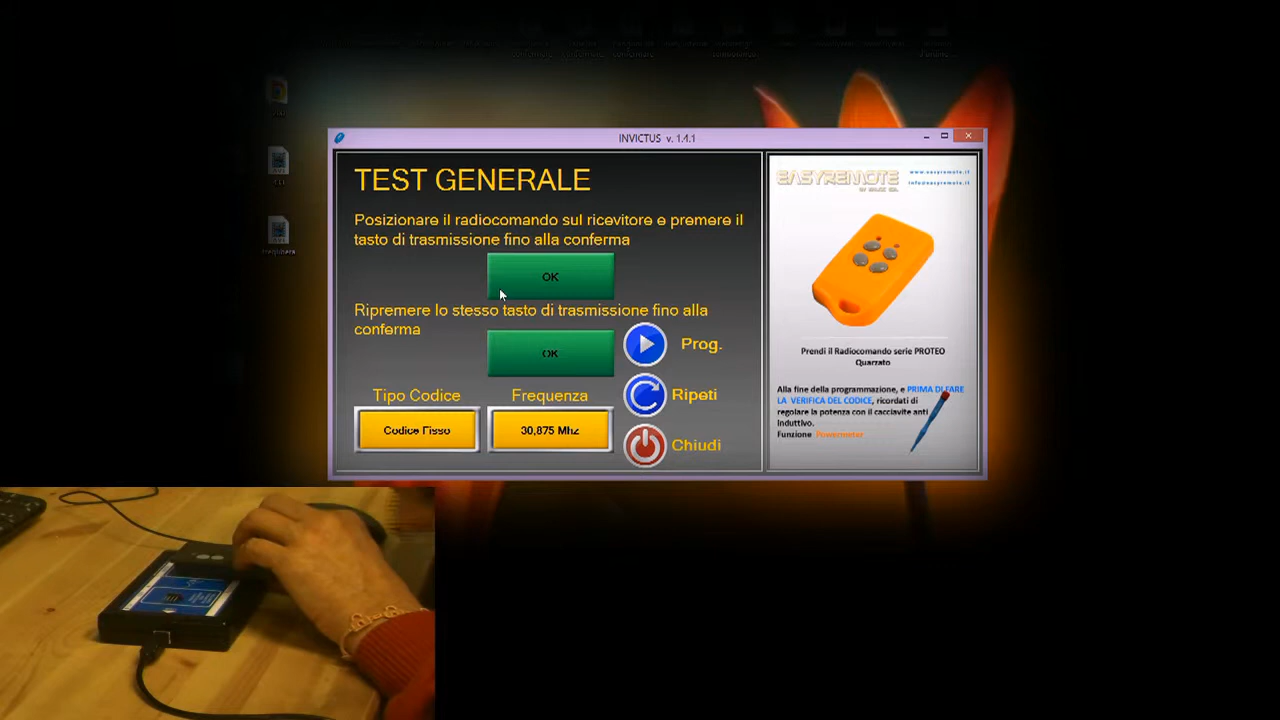 INVICTUS v. 1.4.1
TEST GENERALE
Posizionare il radiocomando sul ricevitore e premere il
tasto di trasmissione fino alla conferma
OK
Ripremere lo stesso tasto di trasmissione fino alla
conferma
OK
Prog.
Tipo Codice
Frequenza
Ripeti
Codice Fisso
30,875 Mhz
Chiudi
EASYREMOTE
www.easyremote.it
info@easyremote.it
Prendi il Radiocomando serie PROTEO
Quarzato
Alla fine della programmazione, e PRIMA DI FARE
LA VERIFICA DEL CODICE, ricordati di
regolare la potenza con il cacciavite anti
induttivo.
Funzione Powermeter